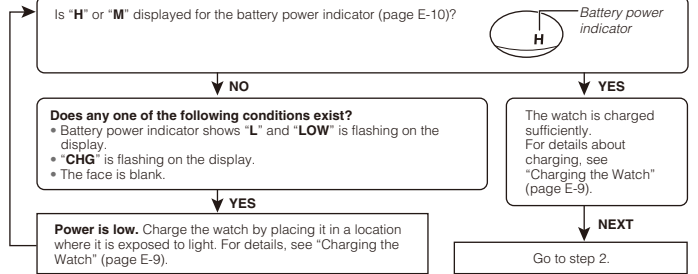 Is “H” or “M” displayed for the battery power indicator (page E-10)?
Battery power
indicator
H
NO
YES
Does any one of the following conditions exist?
• Battery power indicator shows “L” and “LOW” is flashing on the
display.
• “CHG” is flashing on the display.
• The face is blank.
The watch is charged
sufficiently.
For details about
charging, see
“Charging the Watch”
(page E-9).
YES
NEXT
Power is low. Charge the watch by placing it in a location
where it is exposed to light. For details, see “Charging the
Watch” (page E-9).
Go to step 2.